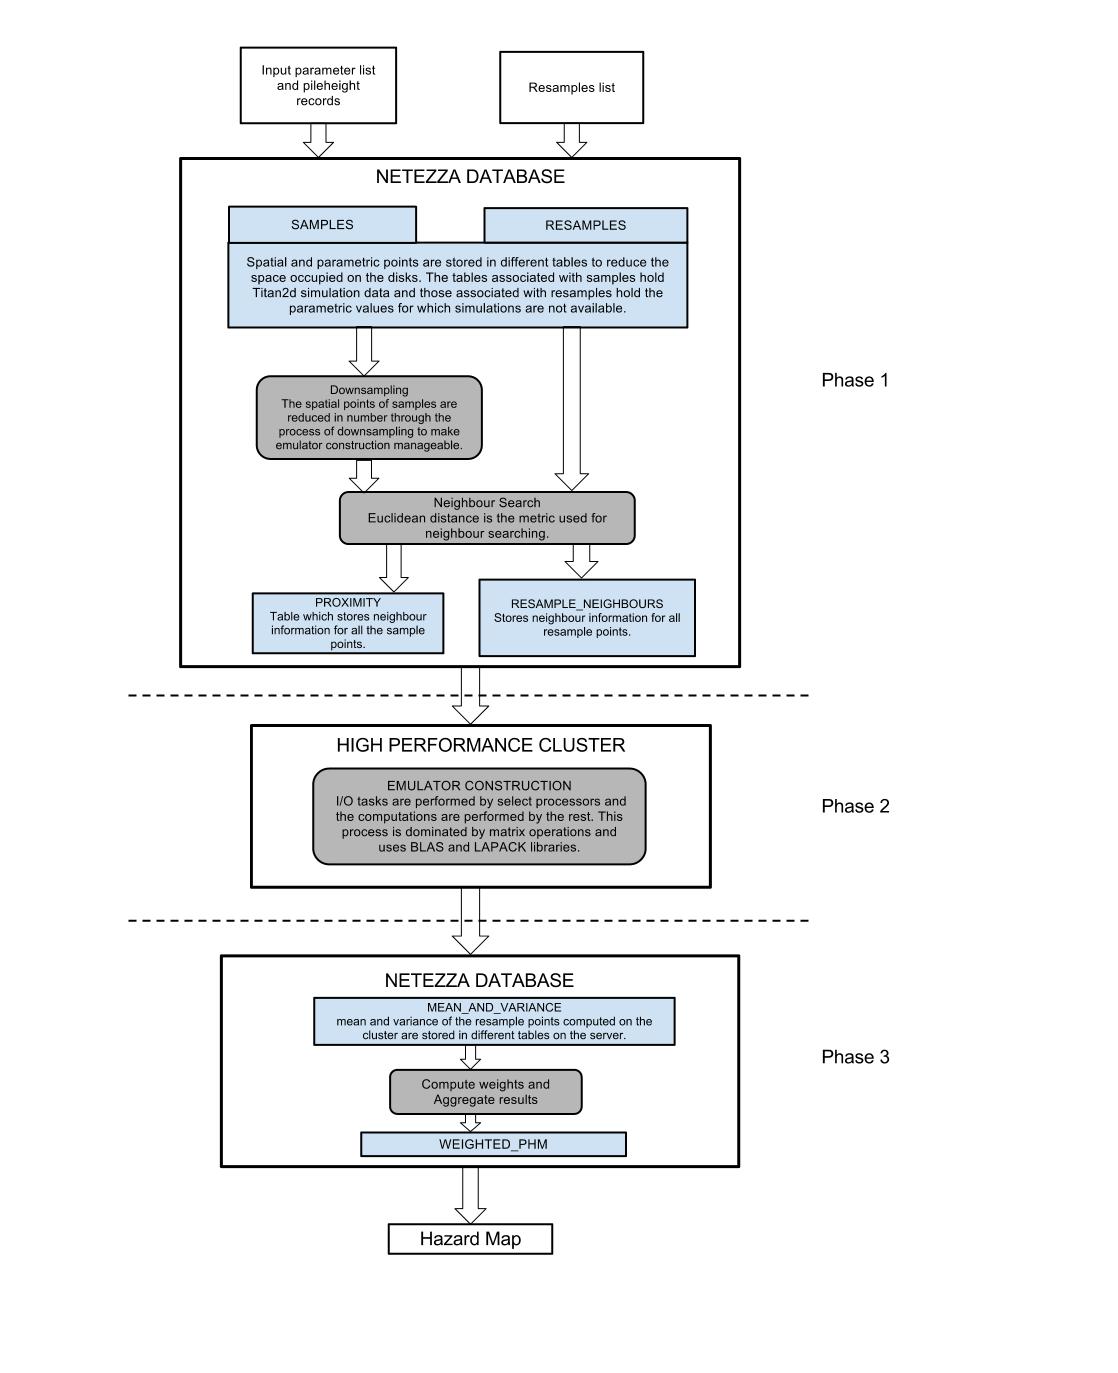 Input parameter list
and pileheight
records
Resamples list
NETEZZA DATABASE
SAMPLES
RESAMPLES
Spatial and parametric points are stored in different tables to reduce the
space occupied on the disks. The tables associated with samples hold
Titan2d simulation data and those associated with resamples hold the
parametric values for which simulations are not available.
Phase 1
Downsampling
The spatial points of samples are
reduced in number through the
process of downsampling to make
emulator construction manageable.
Neighbour Search
Euclidean distance is the metric used for
neighbour searching.
PROXIMITY
Table which stores neighbour
information for all the sample
points.
RESAMPLE_NEIGHBOURS
Stores neighbour information for all
resample points.
HIGH PERFORMANCE CLUSTER
EMULATOR CONSTRUCTION
I/O tasks are performed by select processors and
the computations are performed by the rest. This
process is dominated by matrix operations and
uses BLAS and LAPACK libraries.
Phase 2
NETEZZA DATABASE
MEAN_AND_VARIANCE
mean and variance of the resample points computed on the
cluster are stored in different tables on the server.
Phase 3
Compute weights and
Aggregate results
WEIGHTED_PHM
Hazard Map